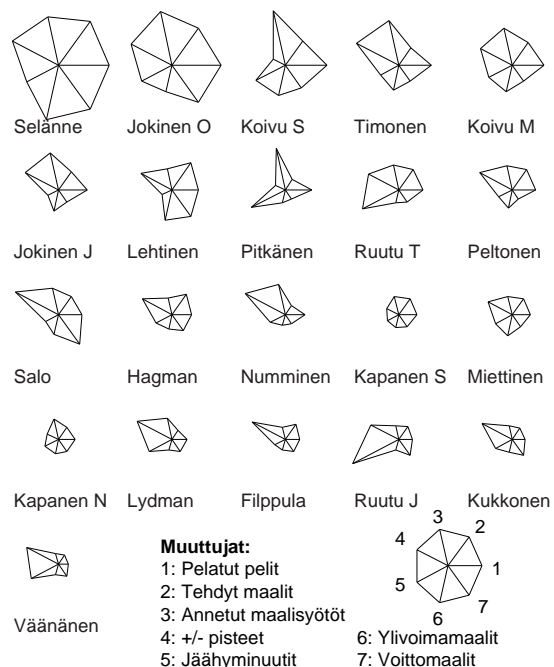 Selänne Jokinen O Koivu S Timonen Koivu M
Jokinen J Lehtinen Pitkänen Ruutu T Peltonen
Salo Hagman Numminen Kapanen S Miettinen
Kapanen N Lydman Filppula Ruutu J Kukkonen
Väänänen
Muuttujat:
1: Pelatut pelit
2: Tehdyt maalit
3: Annetut maalisyötöt
4: +/- pisteet
5: Jäähyminuutit
6: Ylivoimamaalit
7: Voittomaalit
1
2
3
4
5
6
7